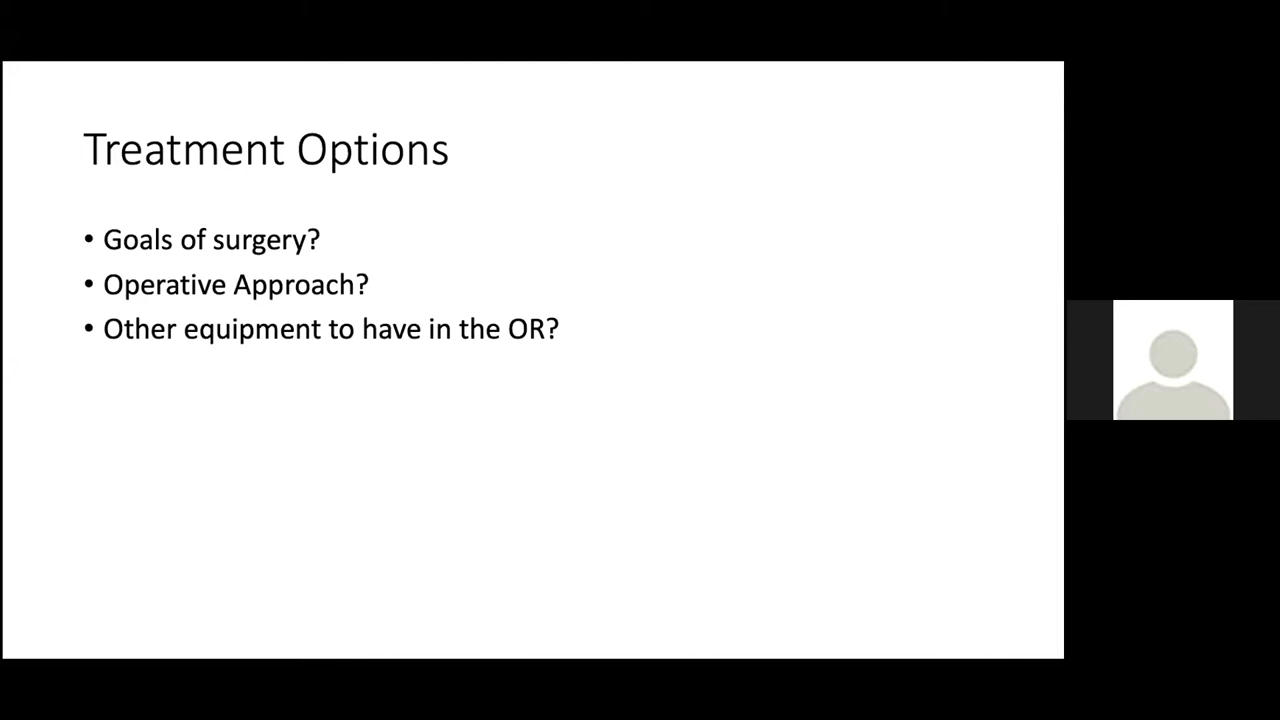 Treatment Options
• Goals of surgery?
• Operative Approach?
• Other equipment to have in the OR?